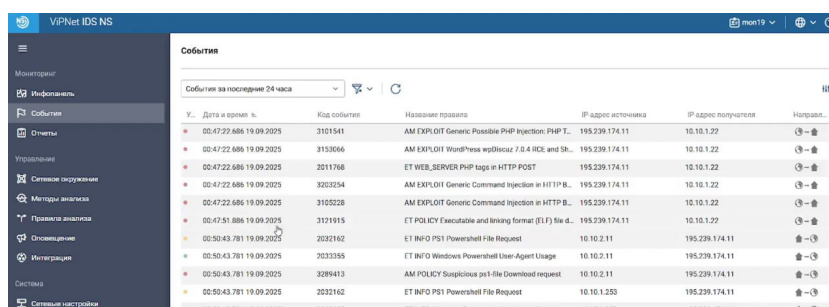 ViPNet IDS NS
mon19
События
Мониторинг
Инфопанель
События
Отчеты
Управление
Сетевое окружение
Методы анализа
Правила анализа
Оповещение
Интеграция
Система
Сетевые настройки
События за последние 24 часа
У... Дата и время Код события Название правила IP-адрес источника IP-адрес получателя Направл...
00:47:22.686 19.09.2025 3101541 AM EXPLOIT Generic Possible PHP Injection: PHP T... 195.239.174.11 10.10.1.22
00:47:22.686 19.09.2025 3153066 AM EXPLOIT WordPress wpDiscuz 7.0.4 RCE and Sh... 195.239.174.11 10.10.1.22
00:47:22.686 19.09.2025 2011768 ET WEB_SERVER PHP tags in HTTP POST 195.239.174.11 10.10.1.22
00:47:22.686 19.09.2025 3203254 AM EXPLOIT Generic Command Injection in HTTP B... 195.239.174.11 10.10.1.22
00:47:22.686 19.09.2025 3105228 AM EXPLOIT Generic Command Injection in HTTP B... 195.239.174.11 10.10.1.22
00:47:51.886 19.09.2025 3121915 ET POLICY Executable and linking format (ELF) file d... 195.239.174.11 10.10.1.22
00:50:43.781 19.09.2025 2032162 ET INFO PS1 Powershell File Request 10.10.2.11 195.239.174.11
00:50:43.781 19.09.2025 2033355 ET INFO Windows Powershell User-Agent Usage 10.10.2.11 195.239.174.11
00:50:43.781 19.09.2025 3289413 AM POLICY Suspicious ps1-file Download request 10.10.2.11 195.239.174.11
00:50:43.781 19.09.2025 2032162 ET INFO PS1 Powershell File Request 10.10.1.253 195.239.174.11